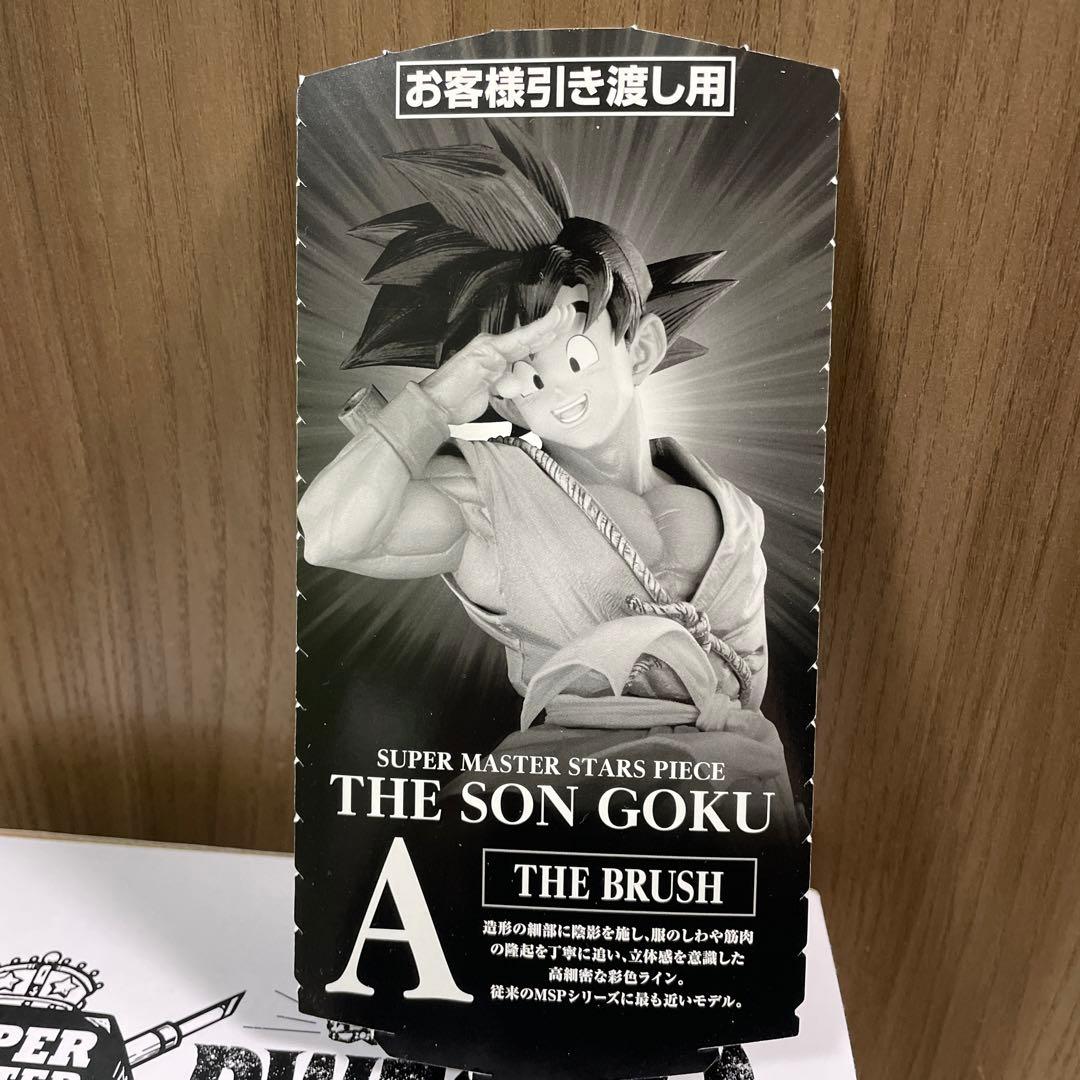 お客様引き渡し用
SUPER MASTER STARS PIECE
THE SON GOKU
A
THE BRUSH
造形の細部に陰影を施し、服のしわや筋肉
の隆起を丁寧に追い、立体感を意識した
高細密な彩色ライン。
従来のMSPシリーズに最も近いモデル。